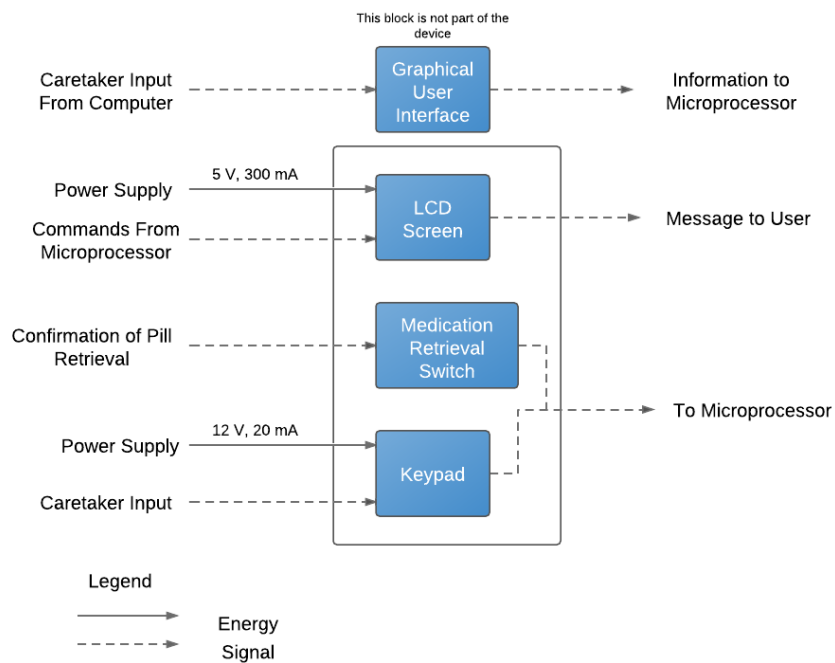 This block is not part of the
device
Caretaker Input
From Computer
Graphical
User
Interface
Information to
Microprocessor
5 V, 300 mA
Power Supply
LCD
Screen
Commands From
Microprocessor
Message to User
Confirmation of Pill
Retrieval
Medication
Retrieval
Switch
To Microprocessor
12 V, 20 mA
Power Supply
Keypad
Caretaker Input
Legend
Energy
Signal